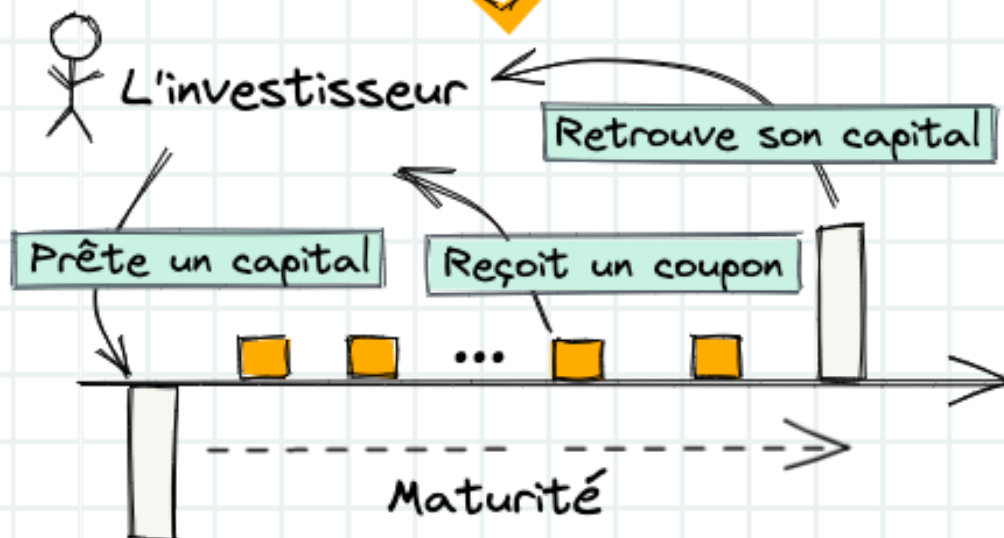 L'investisseur
Retrouve son capital
Prête un capital
Reçoit un coupon
...
Maturité